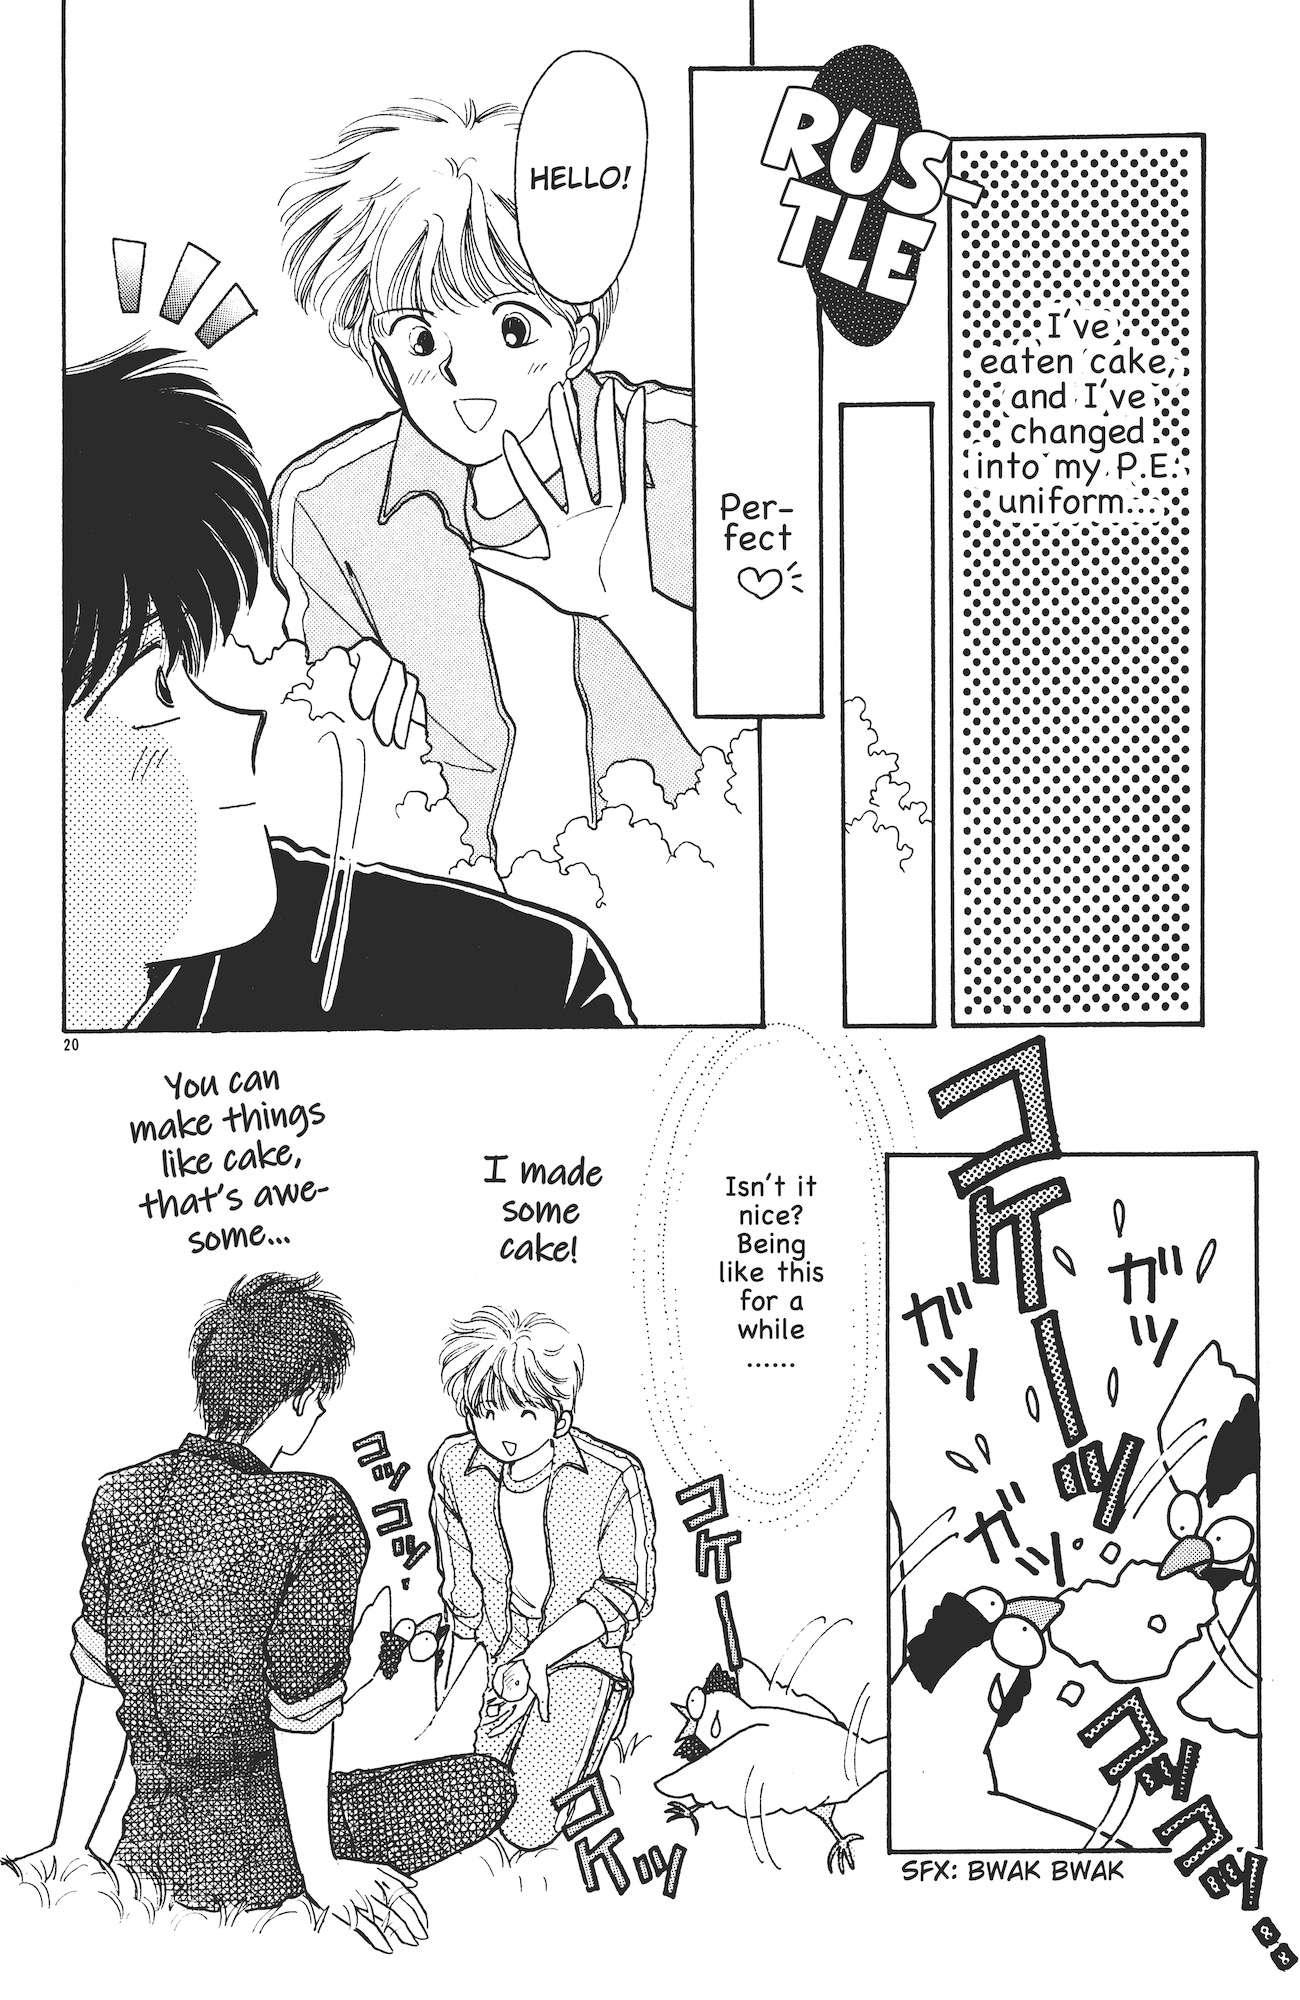 I've
eaten cake,
and I've
changed
into my P.E.
uniform...
RUS-
TLE
Per-
fect
HELLO!
20
コケーッ
ガッ
ガッ
ガッ
コッコッ..
SFX: BWAK BWAK
Isn't it
nice?
Being
like this
for a
while
......
コケー
コケッ
I made
some
cake!
コッコッ
You can
make things
like cake,
that's awe-
some...